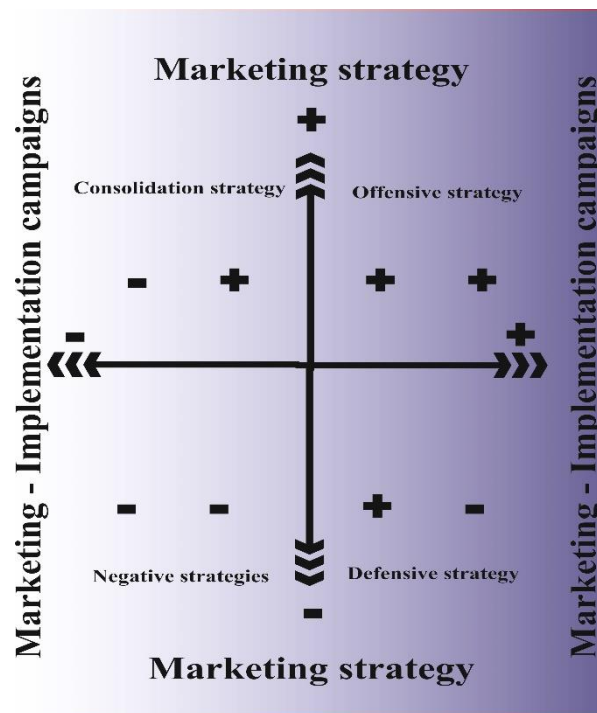 Marketing strategy
+
Consolidation strategy
Offensive strategy
- +
+ +
-
+
Marketing - Implementation campaigns
Marketing - Implementation campaigns
- -
+ -
Negative strategies
Defensive strategy
-
Marketing strategy